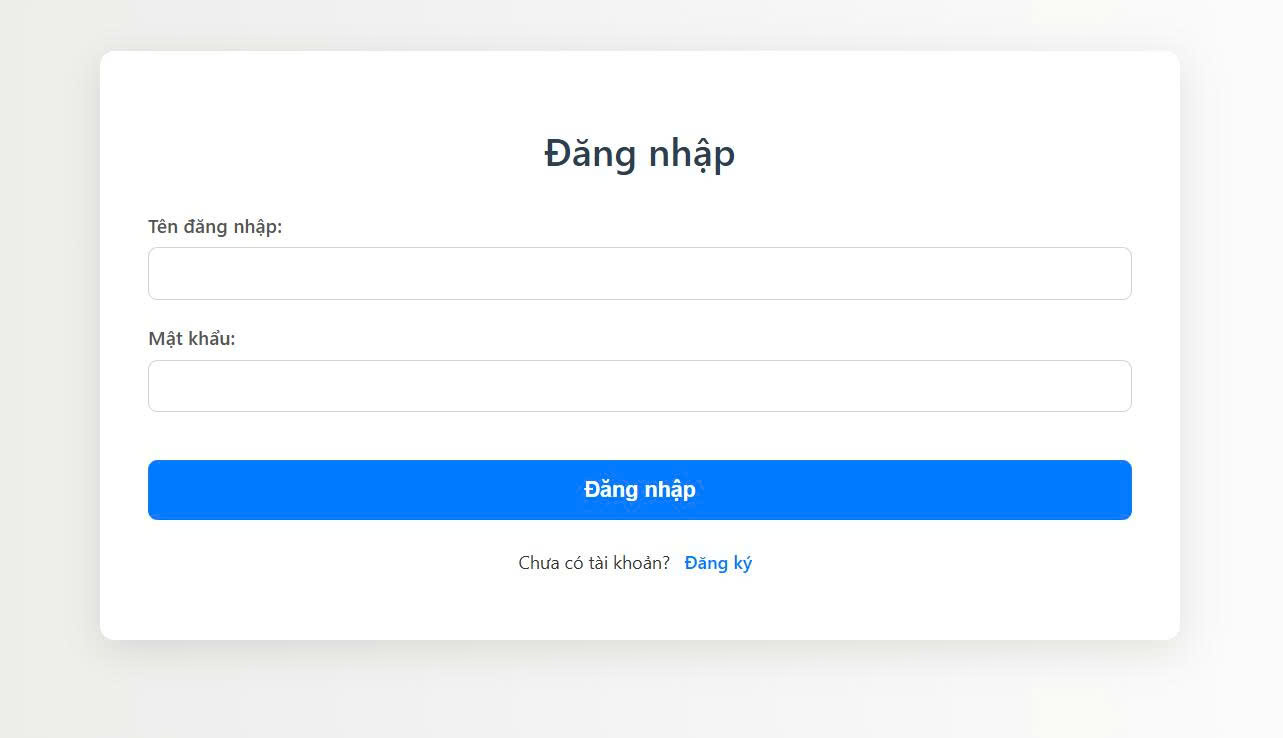 Đăng nhập
Tên đăng nhập:
Mật khẩu:
Đăng nhập
Chưa có tài khoản? Đăng ký